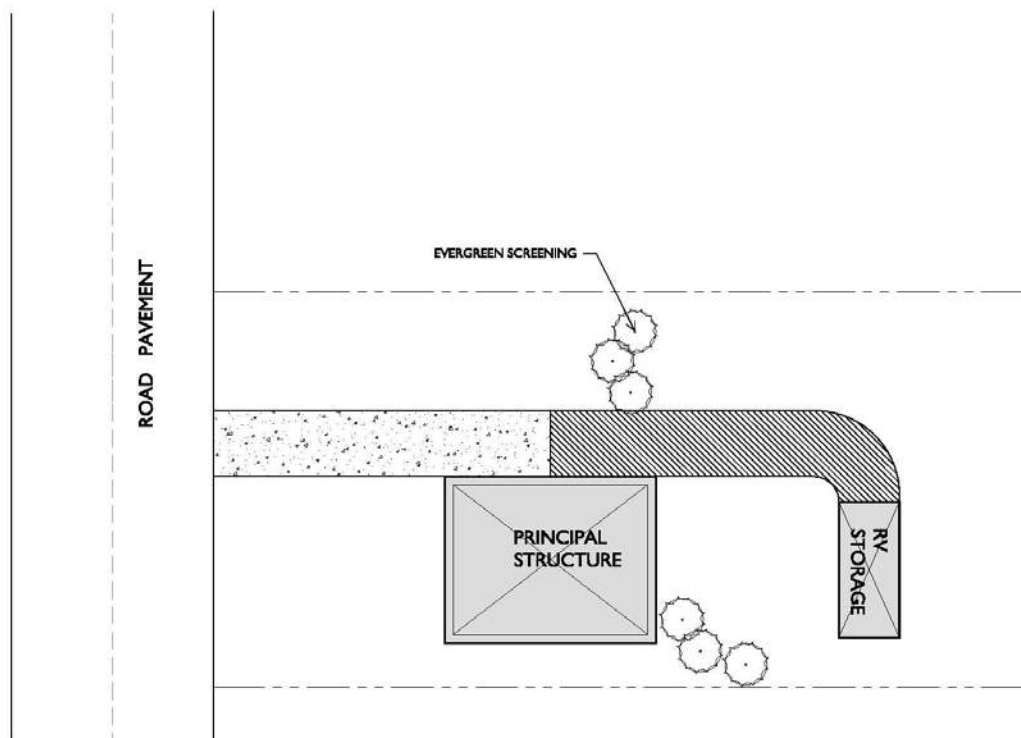 EVERGREEN SCREENING
ROAD PAVEMENT
PRINCIPAL
STRUCTURE
RV
STORAGE